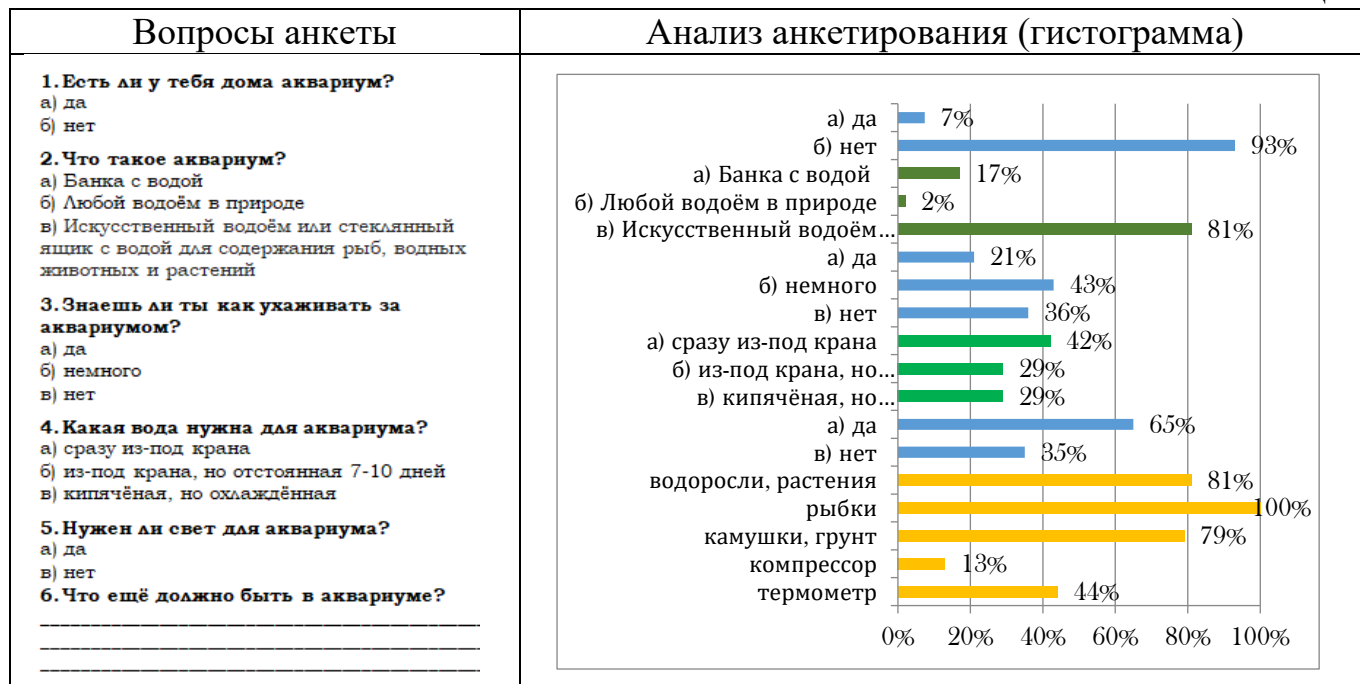 Вопросы анкеты
Анализ анкетирования (гистограмма)
1. Есть ли у тебя дома аквариум?
а) да
б) нет
2. Что такое аквариум?
а) Банка с водой
б) Любой водоём в природе
в) Искусственный водоём или стеклянный
ящик с водой для содержания рыб, водных
животных и растений
3. Знаешь ли ты как ухаживать за
аквариумом?
а) да
б) немного
в) нет
4. Какая вода нужна для аквариума?
а) сразу из-под крана
б) из-под крана, но отстоянная 7-10 дней
в) кипячёная, но охлаждённая
5. Нужен ли свет для аквариума?
а) да
в) нет
6. Что ещё должно быть в аквариуме?
а) да 7%
б) нет 93%
а) Банка с водой 17%
б) Любой водоём в природе 2%
в) Искусственный водоём... 81%
а) да 21%
б) немного 43%
в) нет 36%
а) сразу из-под крана 42%
б) из-под крана, но... 29%
в) кипячёная, но... 29%
а) да 65%
в) нет 35%
водоросли, растения 81%
рыбки 100%
камушки, грунт 79%
компрессор 13%
термометр 44%
0% 20% 40% 60% 80% 100%